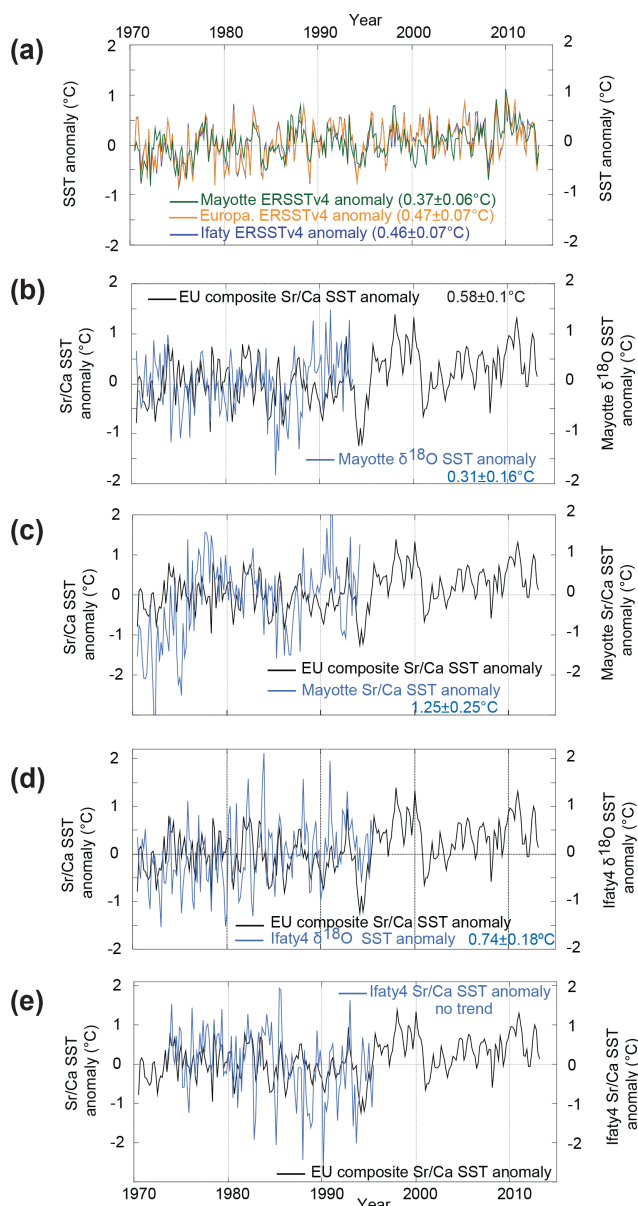 Year
1970 1980 1990 2000 2010
(a)
2
1
0
-1
-2
SST anomaly (°C)
2
1
0
-1
-2
SST anomaly (°C)
Mayotte ERSSTv4 anomaly (0.37±0.06°C)
Europa. ERSSTv4 anomaly (0.47±0.07°C)
Ifaty ERSSTv4 anomaly (0.46±0.07°C)
(b)
2
1
0
-1
-2
Sr/Ca SST
anomaly (°C)
EU composite Sr/Ca SST anomaly 0.58±0.1°C
Mayotte δ18O SST anomaly
0.31±0.16°C
2
1
0
-1
-2
Mayotte δ18O SST
anomaly (°C)
(c)
2
1
0
-1
-2
Sr/Ca SST
anomaly (°C)
EU composite Sr/Ca SST anomaly
Mayotte Sr/Ca SST anomaly
1.25±0.25°C
2
1
0
-1
-2
Mayotte Sr/Ca SST
anomaly (°C)
(d)
2
1
0
-1
-2
Sr/Ca SST
anomaly (°C)
EU composite Sr/Ca SST anomaly
Ifaty4 δ18O SST anomaly 0.74±0.18°C
2
1
0
-1
-2
Ifaty4 δ18O SST
anomaly (°C)
(e)
2
1
0
-1
-2
Sr/Ca SST
anomaly (°C)
Ifaty4 Sr/Ca SST anomaly
no trend
EU composite Sr/Ca SST anomaly
2
1
0
-1
-2
Ifaty4 Sr/Ca SST
anomaly (°C)
1970 1980 1990 2000 2010
Year